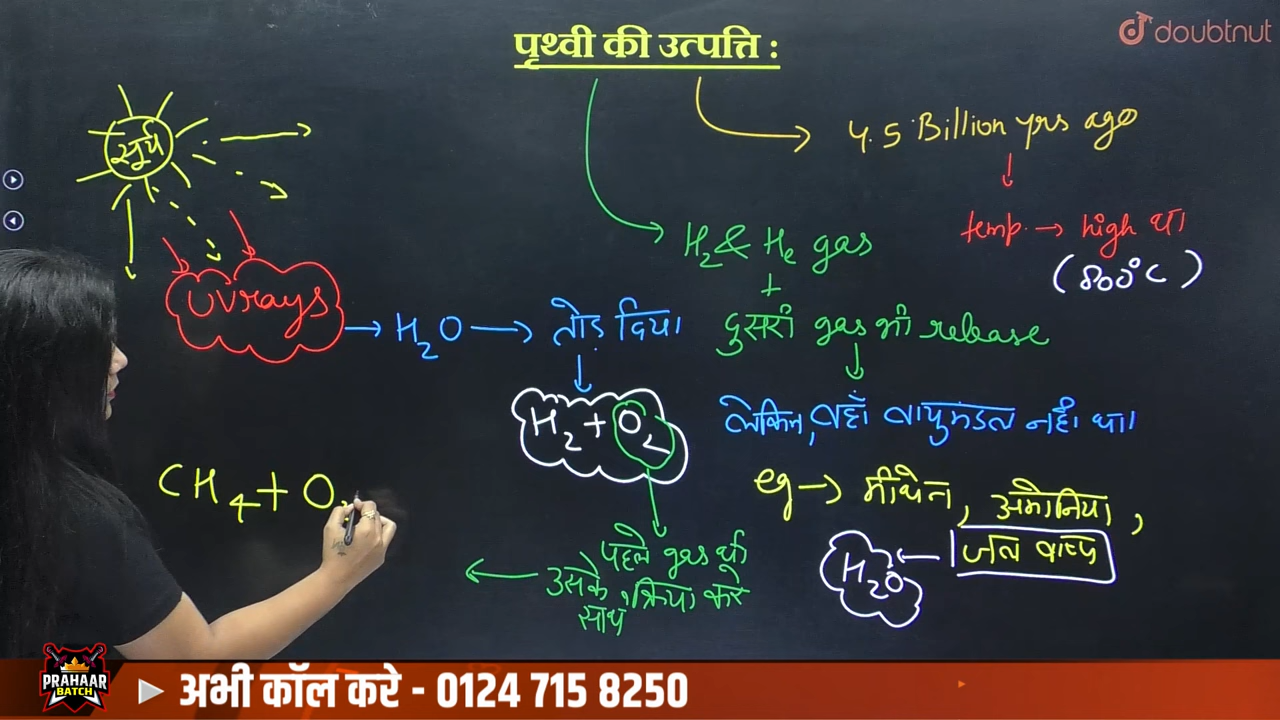 पृथ्वी की उत्पत्ति :
doubtnut
सूर्य
4.5 Billion yrs ago
temp. → high था
(800°C)
H₂ & He gas
+
दुसरी gas भी release
UV rays → H₂O → तोड़ दिया
H₂ + O₂
लेकिन, वहाँ वायुमंडल नहीं था।
eg → मीथेन, अमोनिया,
जल वाष्प
H₂O
CH₄ + O
पहले gas थी
उसके क्रिया करे
साथ
PRAHAAR
BATCH
अभी कॉल करे - 0124 715 8250